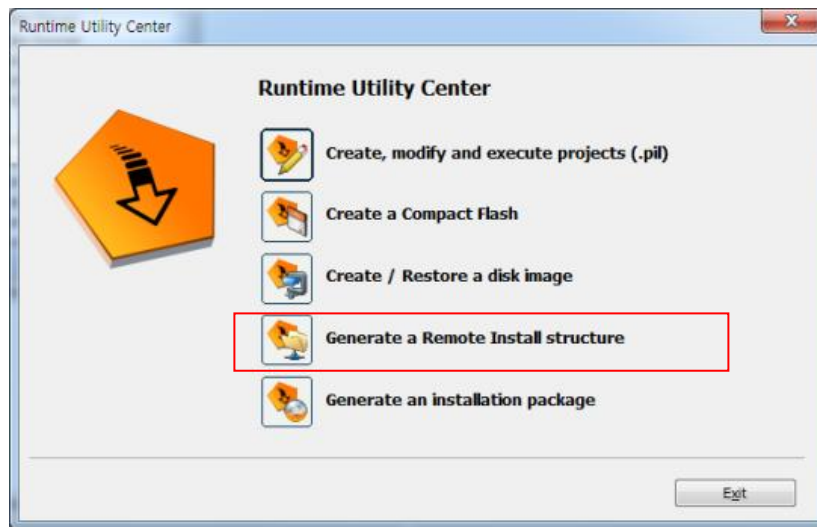 Runtime Utility Center
Runtime Utility Center
Create, modify and execute projects (.pil)
Create a Compact Flash
Create / Restore a disk image
Generate a Remote Install structure
Generate an installation package
Exit